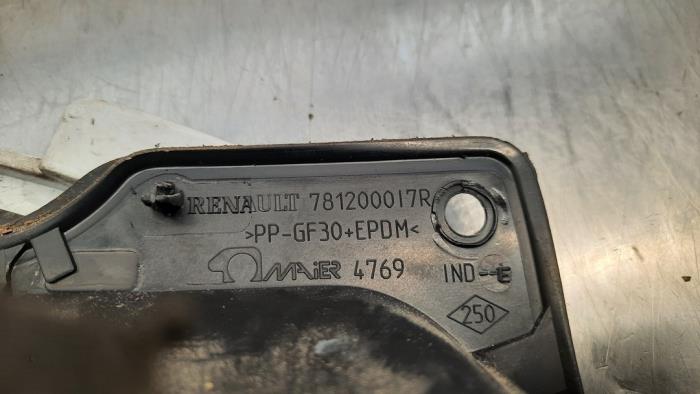 RENAULT 781200017R
>PP-GF30+EPDM<
MAIER 4769 IND-E
250